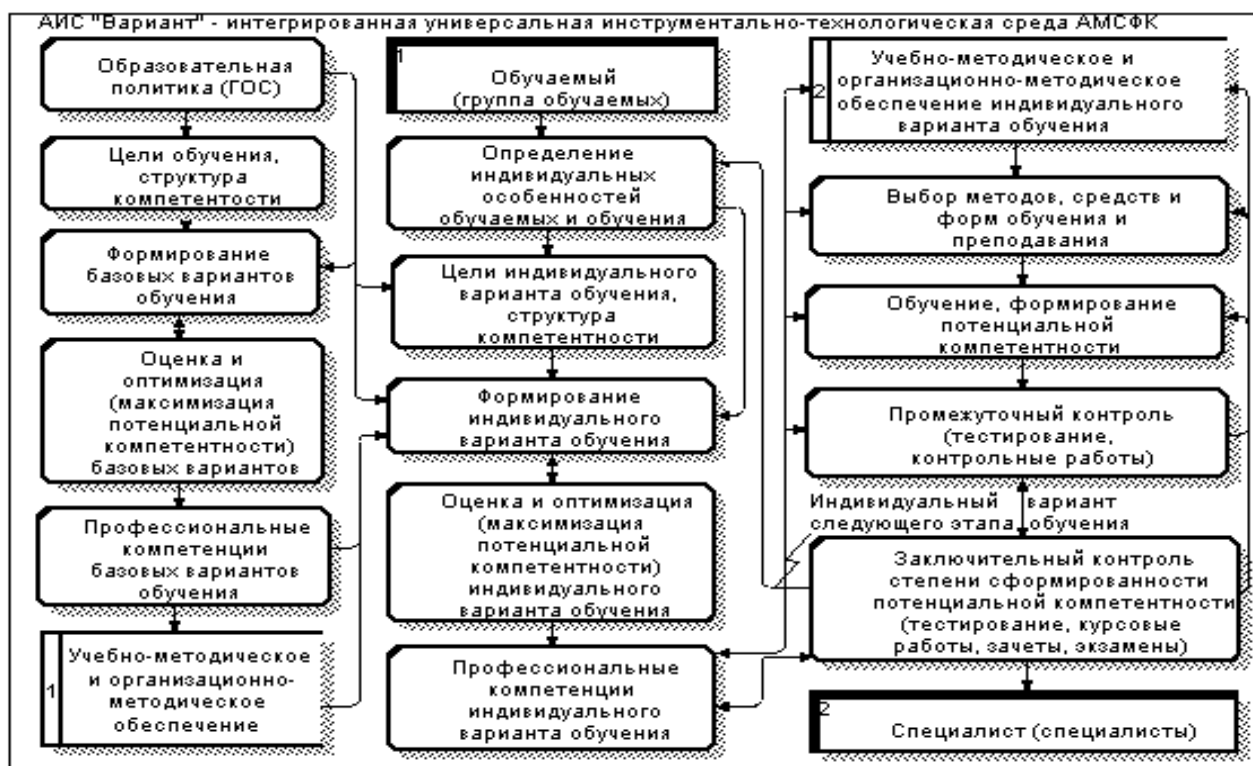 АИС "Вариант" - интегрированная универсальная инструментально-технологическая среда АМСФК
Образовательная
политика (ГОС)
Цели обучения,
структура
компетентости
Формирование
базовых вариантов
обучения
Оценка и
оптимизация
(максимизация
потенциальной
компетентности)
базовых вариантов
Профессиональные
компетенции
базовых вариантов
обучения
1
Учебно-методическое
и организационно-
методическое
обеспечение
1
Обучаемый
(группа обучаемых)
Определение
индивидуальных
особенностей
обучаемых и обучения
Цели индивидуального
варианта обучения,
структура
компетентности
Формирование
индивидуального
варианта обучения
Оценка и оптимизация
(максимизация
потенциальной
компетентности)
индивидуального
варианта обучения
Профессиональные
компетенции
индивидуального
варианта обучения
2
Учебно-методическое и
организационно-методическое
обеспечение индивидуального
варианта обучения
Выбор методов, средств и
форм обучения и
преподавания
Обучение, формирование
потенциальной
компетентности
Промежуточный контроль
(тестирование,
контрольные работы)
Индивидуальный вариант
следующего этапа обучения
Заключительный контроль
степени сформированности
потенциальной компетентности
(тестирование, курсовые
работы, зачеты, экзамены)
2
Специалист (специалисты)